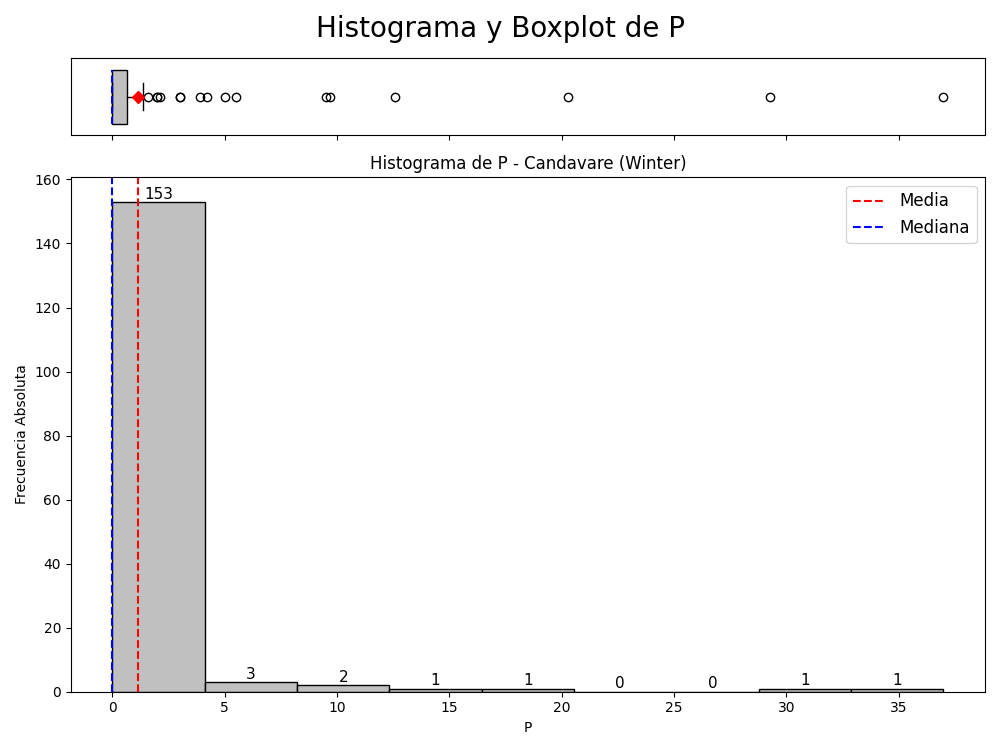 Histograma y Boxplot de P
Histograma de P - Candavare (Winter)
160
140
120
100
80
60
40
20
0
Frecuencia Absoluta
153
3
2
1
1
0
0
1
1
Media
Mediana
0 5 10 15 20 25 30 35
P